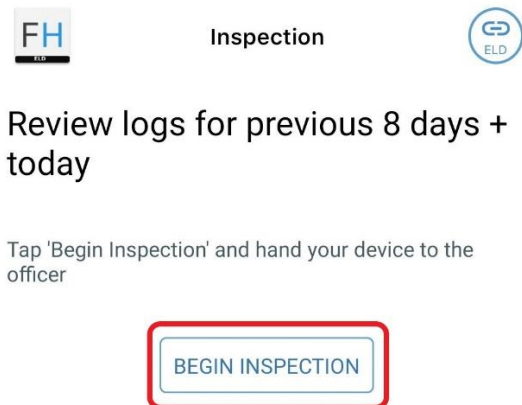 FH
ELD
Inspection
ELD
Review logs for previous 8 days +
today
Tap 'Begin Inspection' and hand your device to the
officer
BEGIN INSPECTION